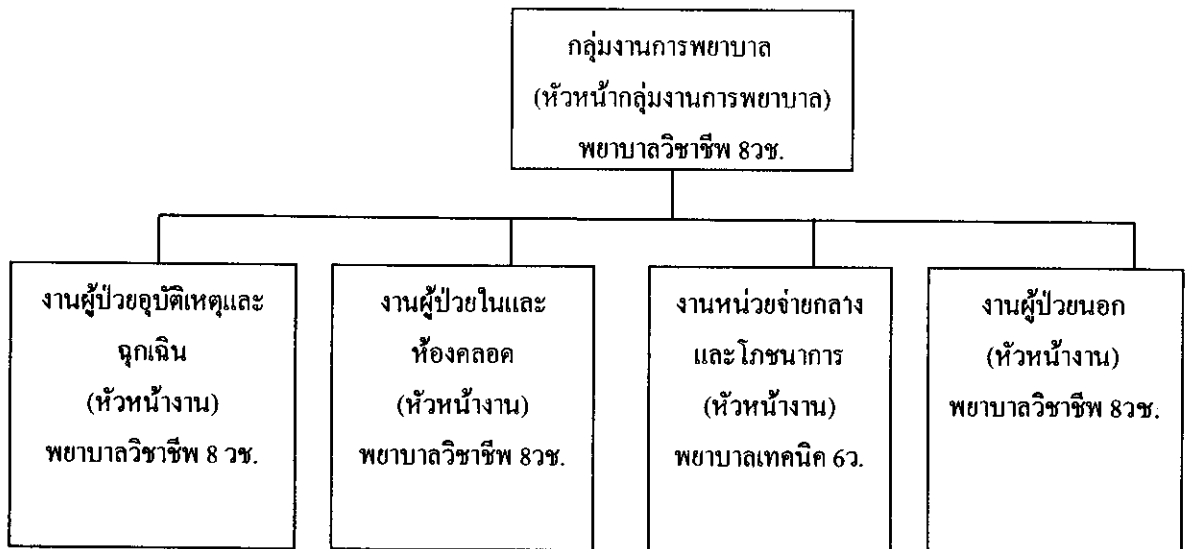 กลุ่มงานการพยาบาล
(หัวหน้ากลุ่มงานการพยาบาล)
พยาบาลวิชาชีพ 8วช.
งานผู้ป่วยอุบัติเหตุและ
ฉุกเฉิน
(หัวหน้างาน)
พยาบาลวิชาชีพ 8 วช.
งานผู้ป่วยในและ
ห้องคลอด
(หัวหน้างาน)
พยาบาลวิชาชีพ 8วช.
งานหน่วยจ่ายกลาง
และโภชนาการ
(หัวหน้างาน)
พยาบาลเทคนิค 6ว.
งานผู้ป่วยนอก
(หัวหน้างาน)
พยาบาลวิชาชีพ 8วช.